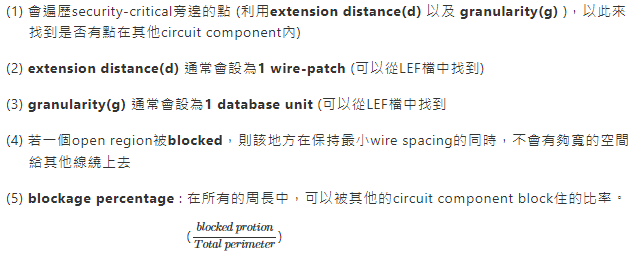 (1) 會遍歷security-critical旁邊的點 (利用extension distance(d) 以及 granularity(g) )，以此來
找到是否有點在其他circuit component內)
(2) extension distance(d) 通常會設為1 wire-patch (可以從LEF檔中找到)
(3) granularity(g) 通常會設為1 database unit (可以從LEF檔中找到
(4) 若一個open region被blocked，則該地方在保持最小wire spacing的同時，不會有夠寬的空間
給其他線繞上去
(5) blockage percentage : 在所有的周長中，可以被其他的circuit component block住的比率。
(blocked protion / Total perimeter)